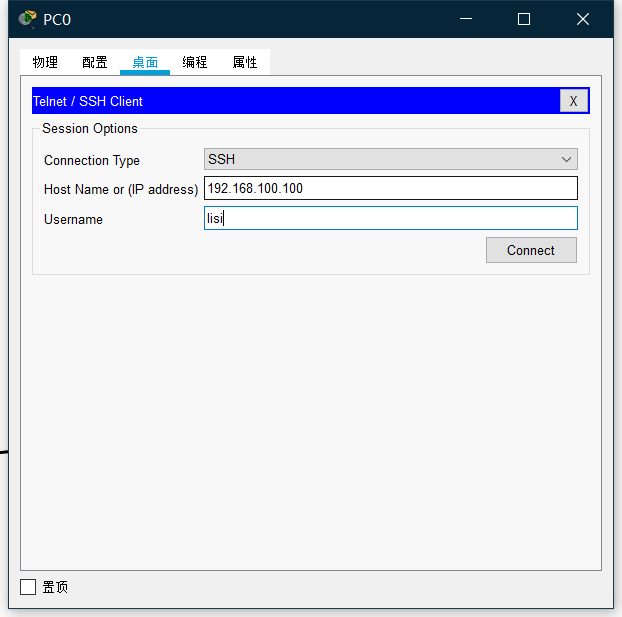 PC0
物理 配置 桌面 编程 属性
Telnet / SSH Client X
Session Options
Connection Type SSH
Host Name or (IP address) 192.168.100.100
Username lisi
Connect
置顶